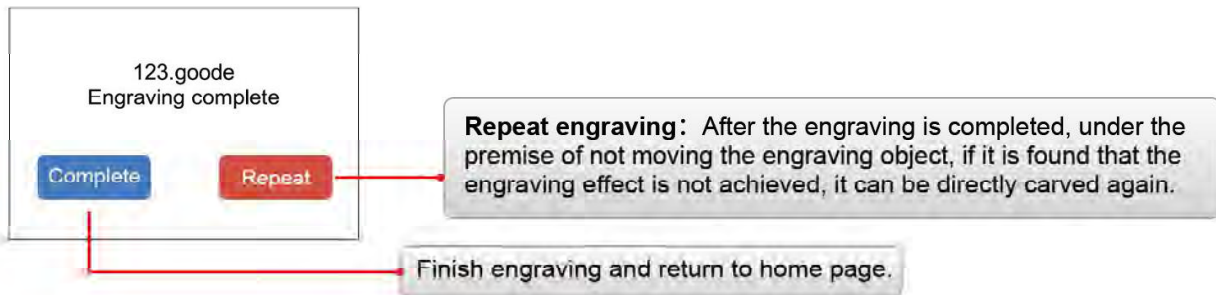 123.goode
Engraving complete
Complete
Repeat
Repeat engraving: After the engraving is completed, under the
premise of not moving the engraving object, if it is found that the
engraving effect is not achieved, it can be directly carved again.
Finish engraving and return to home page.